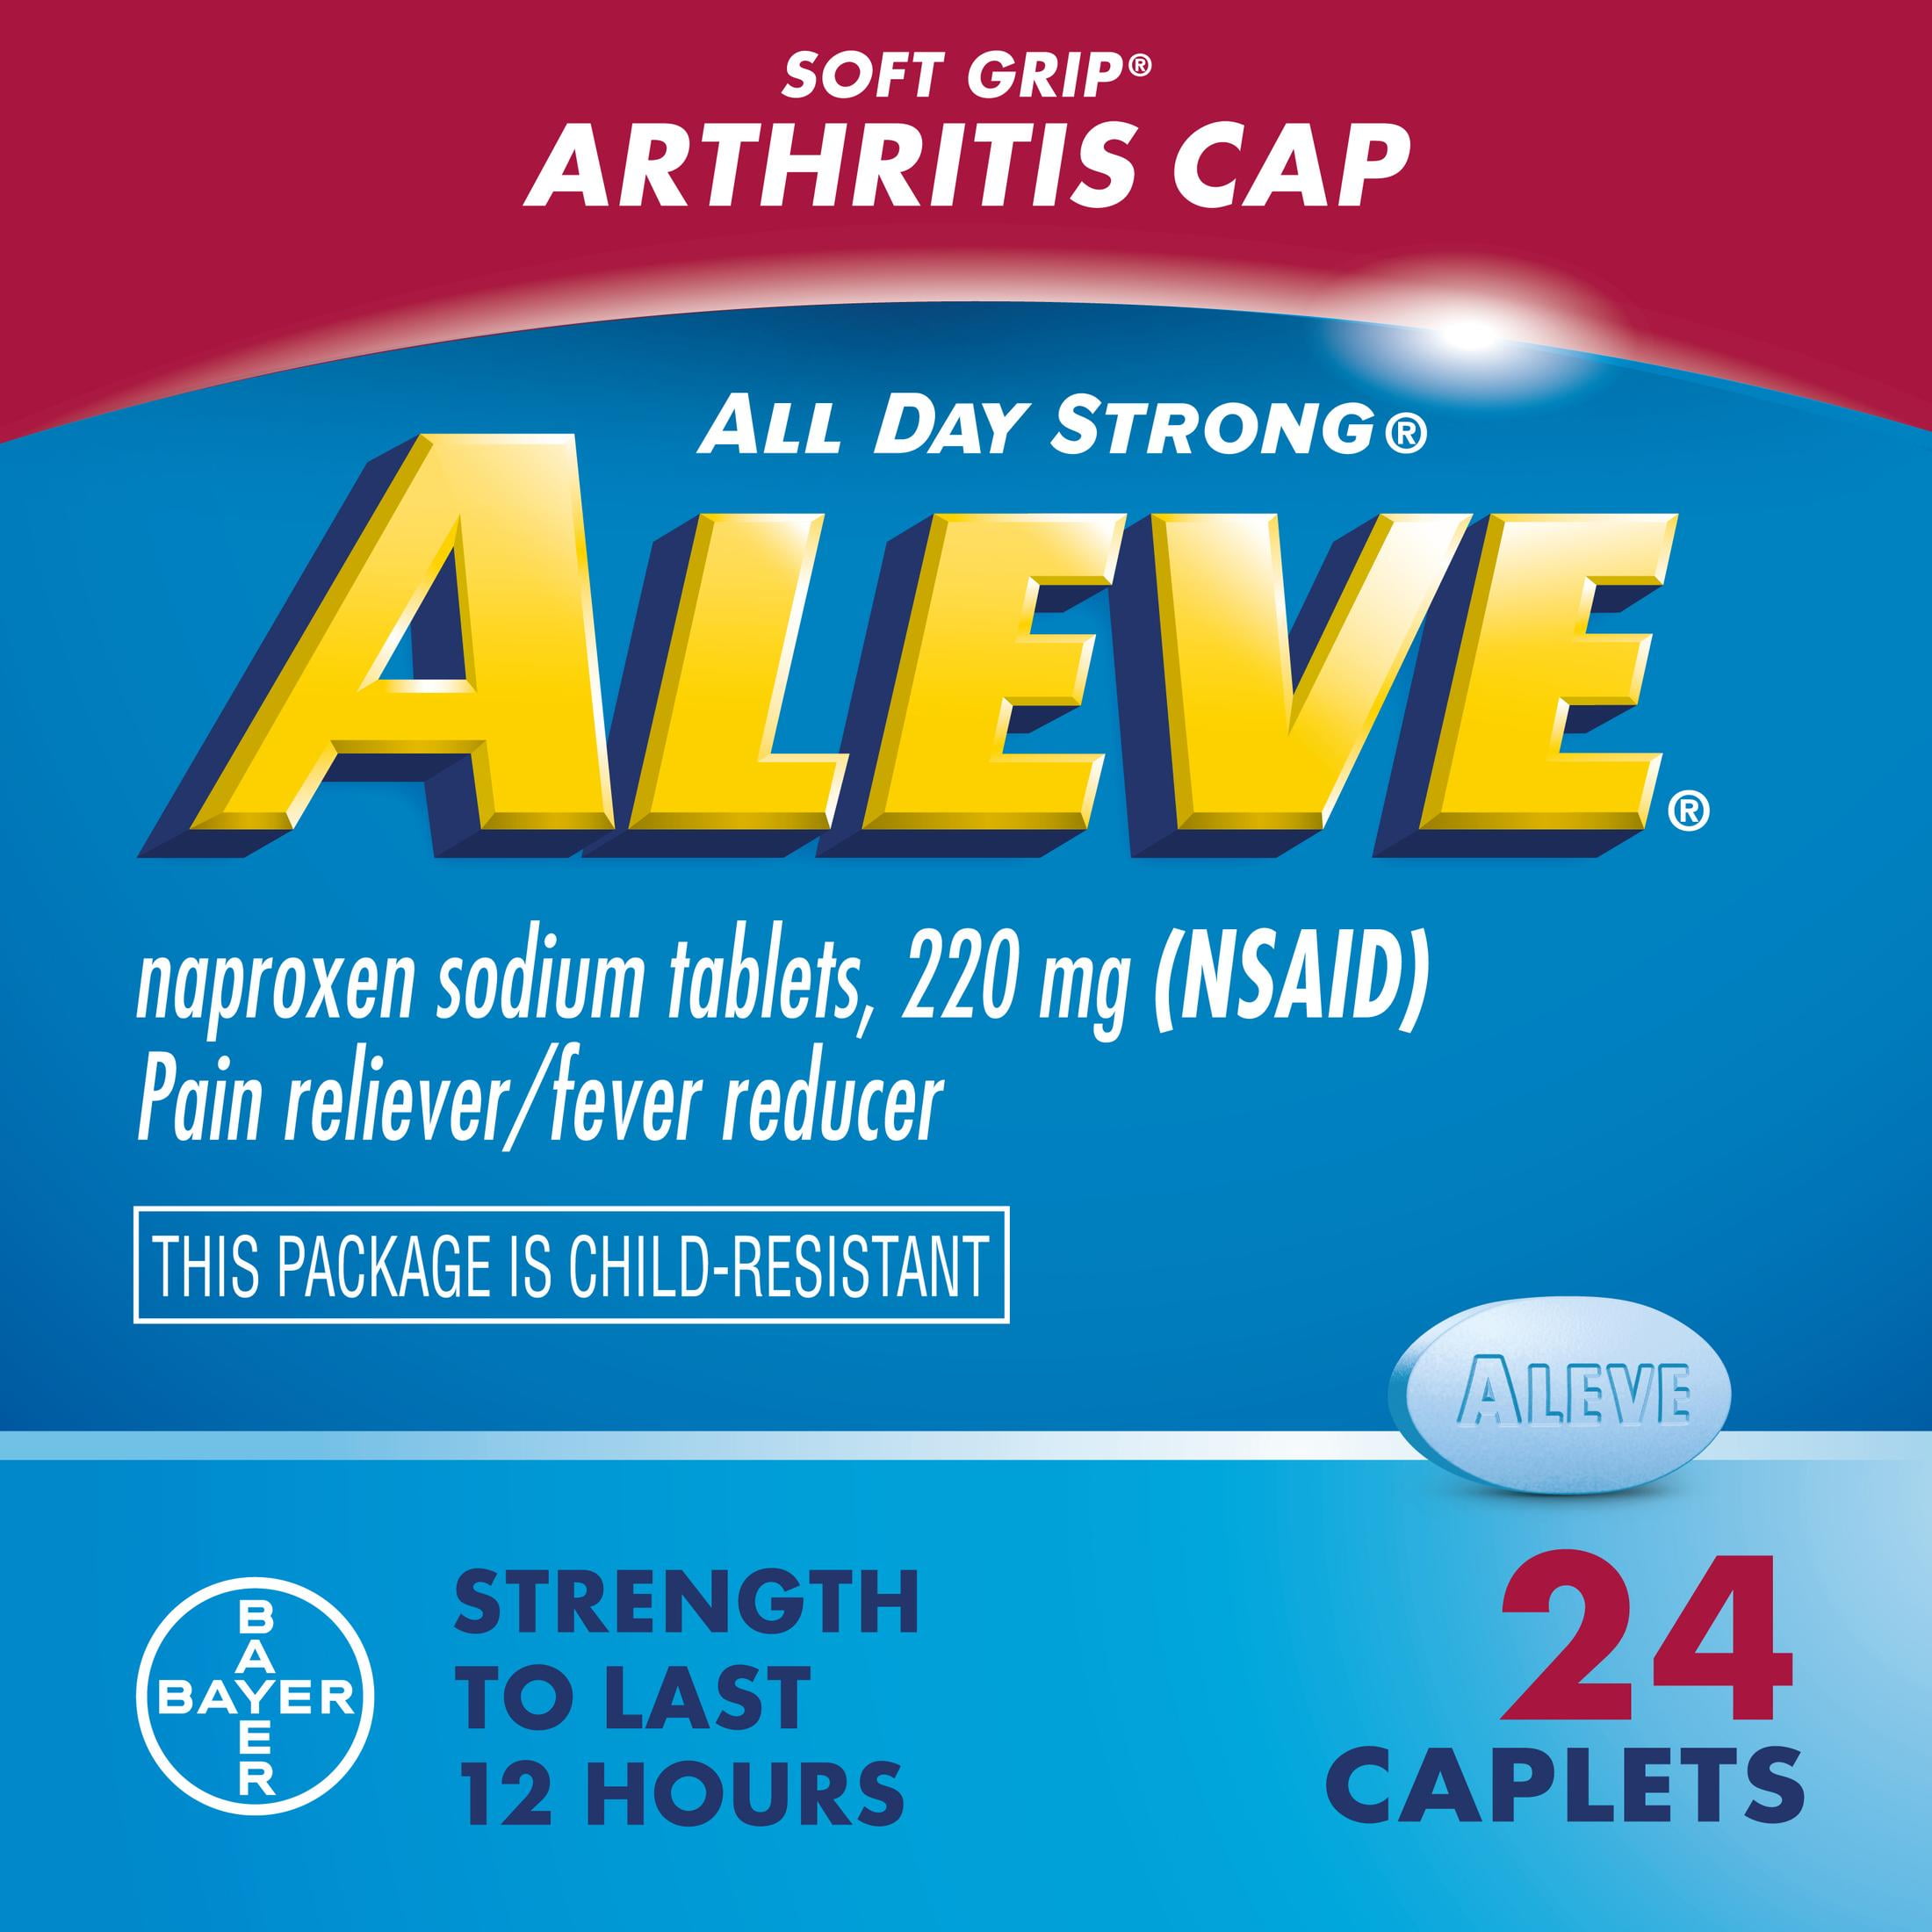 SOFT GRIP®
ARTHRITIS CAP
ALL DAY STRONG®
ALEVE®
naproxen sodium tablets, 220 mg (NSAID)
Pain reliever/fever reducer
THIS PACKAGE IS CHILD-RESISTANT
ALEVE
BAYER
BAYER
STRENGTH
TO LAST
12 HOURS
24
CAPLETS